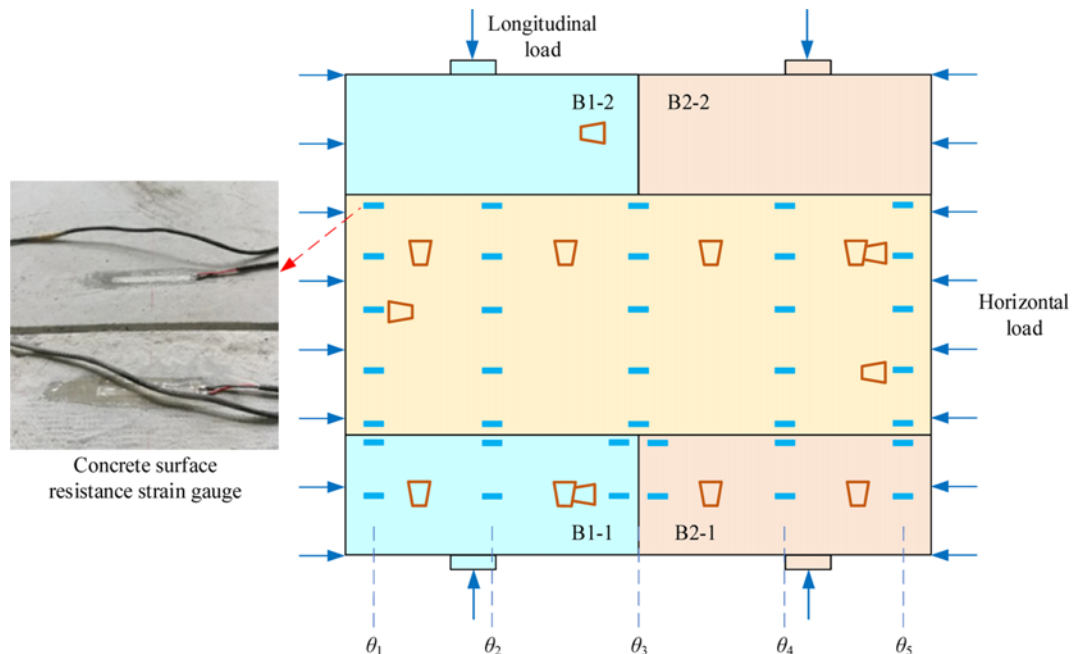 Longitudinal
load
B1-2
B2-2
Horizontal
load
Concrete surface
resistance strain gauge
B1-1
B2-1
θ1
θ2
θ3
θ4
θ5